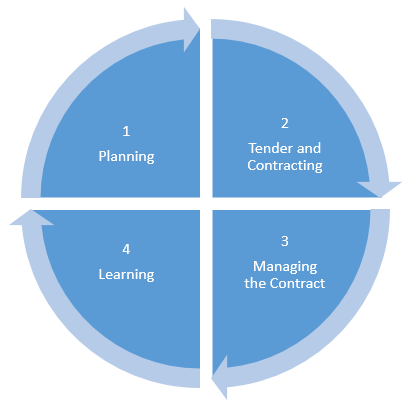 1
Planning
2
Tender and
Contracting
3
Managing
the Contract
4
Learning